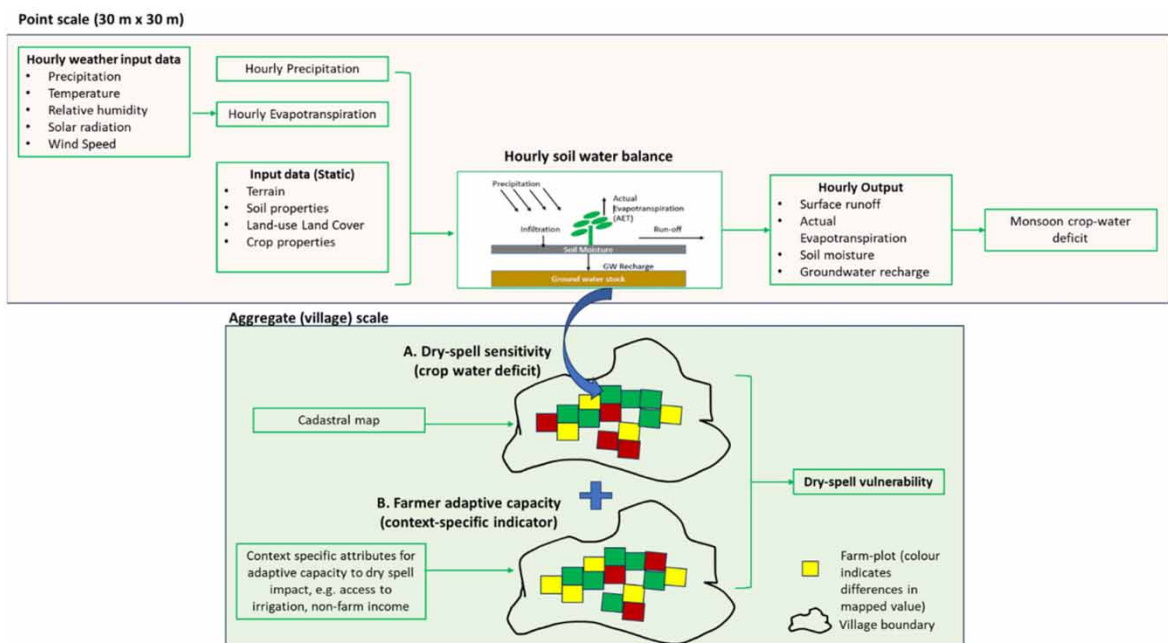 Point scale (30 m x 30 m)
Hourly weather input data
• Precipitation
• Temperature
• Relative humidity
• Solar radiation
• Wind Speed
Hourly Precipitation
Hourly Evapotranspiration
Input data (Static)
• Terrain
• Soil properties
• Land-use Land Cover
• Crop properties
Hourly soil water balance
Precipitation
Actual
Evapotranspiration
(AET)
Infiltration
Run-off
Soil Moisture
GW Recharge
Ground water stock
Hourly Output
• Surface runoff
• Actual
Evapotranspiration
• Soil moisture
• Groundwater recharge
Monsoon crop-water
deficit
Aggregate (village) scale
A. Dry-spell sensitivity
(crop water deficit)
Cadastral map
B. Farmer adaptive capacity
(context-specific indicator)
Context specific attributes for
adaptive capacity to dry spell
impact, e.g. access to
irrigation, non-farm income
Dry-spell vulnerability
Farm-plot (colour
indicates
differences in
mapped value)
Village boundary